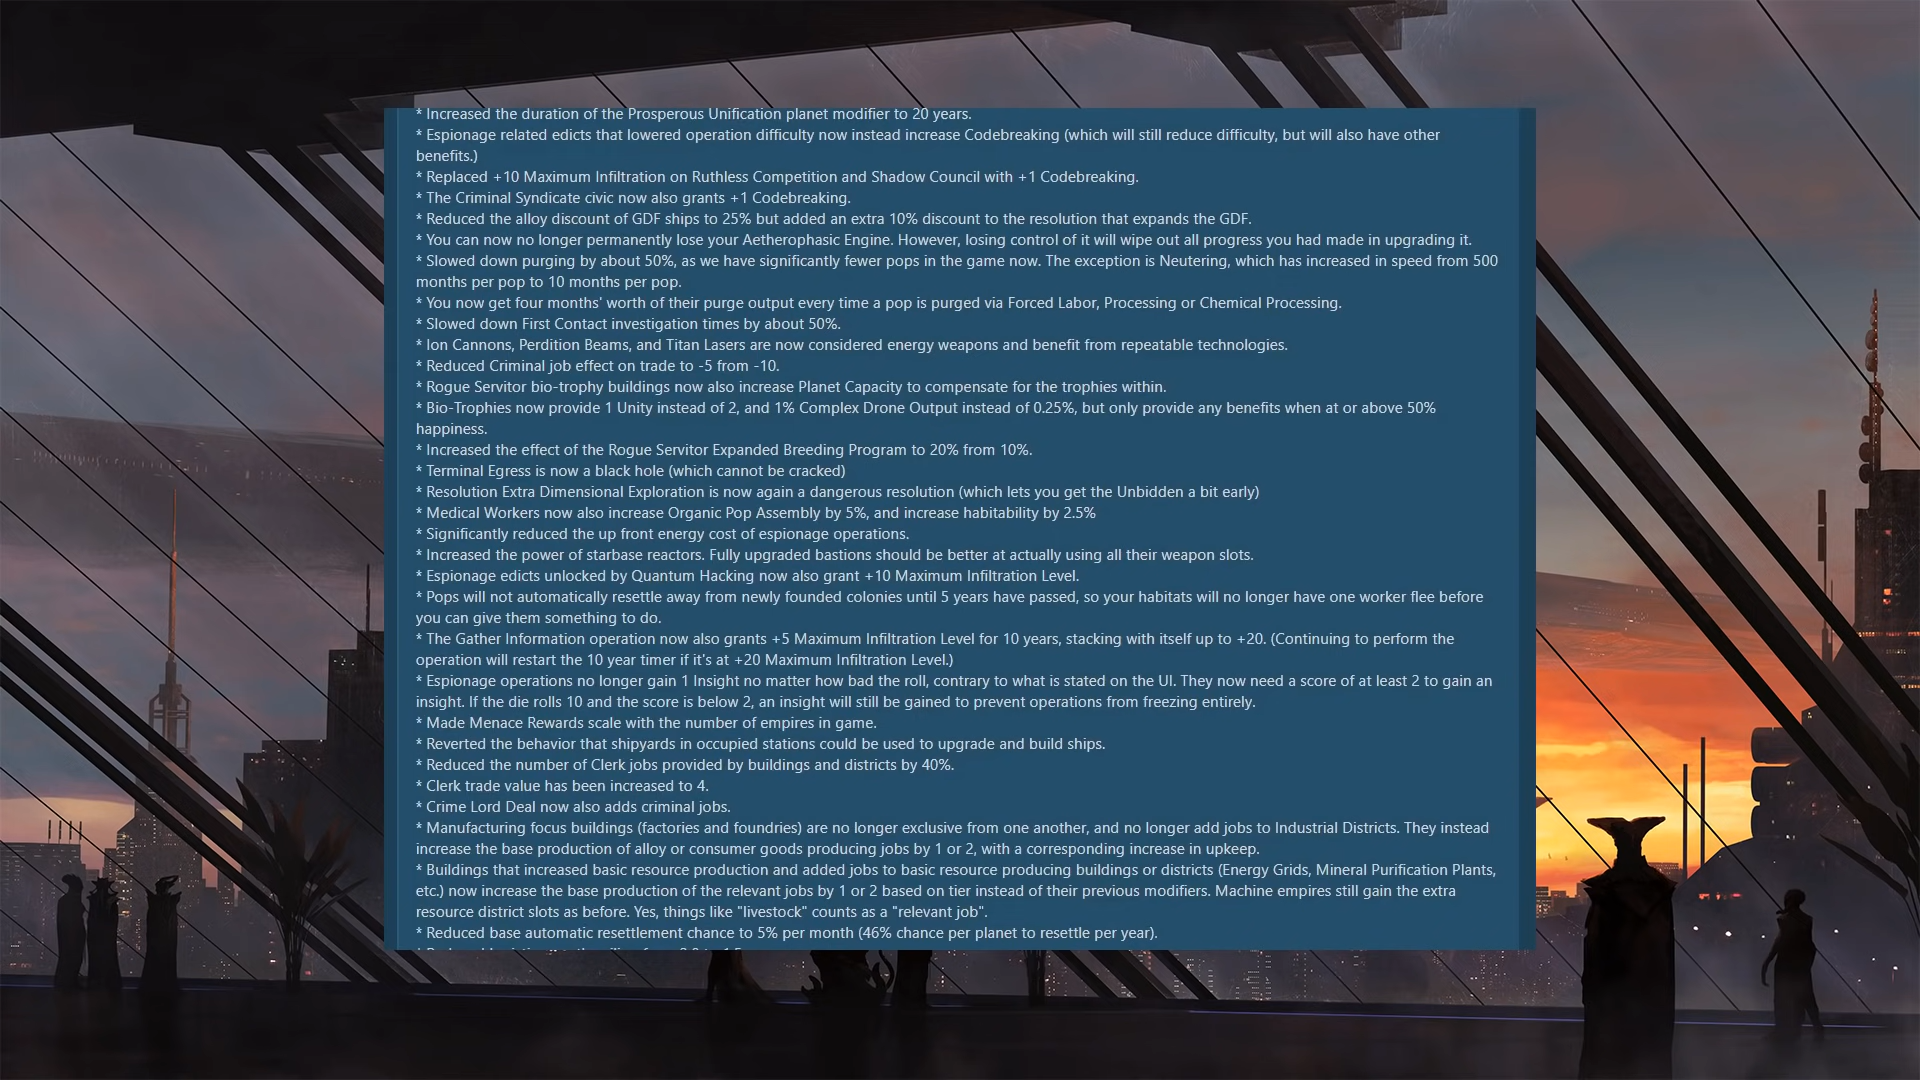 * Increased the duration of the Prosperous Unification planet modifier to 20 years.
* Espionage related edicts that lowered operation difficulty now instead increase Codebreaking (which will still reduce difficulty, but will also have other
benefits.)
* Replaced +10 Maximum Infiltration on Ruthless Competition and Shadow Council with +1 Codebreaking.
* The Criminal Syndicate civic now also grants +1 Codebreaking.
* Reduced the alloy discount of GDF ships to 25% but added an extra 10% discount to the resolution that expands the GDF.
* You can now no longer permanently lose your Aetherophasic Engine. However, losing control of it will wipe out all progress you had made in upgrading it.
* Slowed down purging by about 50%, as we have significantly fewer pops in the game now. The exception is Neutering, which has increased in speed from 500
months per pop to 10 months per pop.
* You now get four months' worth of their purge output every time a pop is purged via Forced Labor, Processing or Chemical Processing.
* Slowed down First Contact investigation times by about 50%.
* Ion Cannons, Perdition Beams, and Titan Lasers are now considered energy weapons and benefit from repeatable technologies.
* Reduced Criminal job effect on trade to -5 from -10.
* Rogue Servitor bio-trophy buildings now also increase Planet Capacity to compensate for the trophies within.
* Bio-Trophies now provide 1 Unity instead of 2, and 1% Complex Drone Output instead of 0.25%, but only provide any benefits when at or above 50%
happiness.
* Increased the effect of the Rogue Servitor Expanded Breeding Program to 20% from 10%.
* Terminal Egress is now a black hole (which cannot be cracked)
* Resolution Extra Dimensional Exploration is now again a dangerous resolution (which lets you get the Unbidden a bit early)
* Medical Workers now also increase Organic Pop Assembly by 5%, and increase habitability by 2.5%
* Significantly reduced the up front energy cost of espionage operations.
* Increased the power of starbase reactors. Fully upgraded bastions should be better at actually using all their weapon slots.
* Espionage edicts unlocked by Quantum Hacking now also grant +10 Maximum Infiltration Level.
* Pops will not automatically resettle away from newly founded colonies until 5 years have passed, so your habitats will no longer have one worker flee before
you can give them something to do.
* The Gather Information operation now also grants +5 Maximum Infiltration Level for 10 years, stacking with itself up to +20. (Continuing to perform the
operation will restart the 10 year timer if it's at +20 Maximum Infiltration Level.)
* Espionage operations no longer gain 1 Insight no matter how bad the roll, contrary to what is stated on the UI. They now need a score of at least 2 to gain an
insight. If the die rolls 10 and the score is below 2, an insight will still be gained to prevent operations from freezing entirely.
* Made Menace Rewards scale with the number of empires in game.
* Reverted the behavior that shipyards in occupied stations could be used to upgrade and build ships.
* Reduced the number of Clerk jobs provided by buildings and districts by 40%.
* Clerk trade value has been increased to 4.
* Crime Lord Deal now also adds criminal jobs.
* Manufacturing focus buildings (factories and foundries) are no longer exclusive from one another, and no longer add jobs to Industrial Districts. They instead
increase the base production of alloy or consumer goods producing jobs by 1 or 2, with a corresponding increase in upkeep.
* Buildings that increased basic resource production and added jobs to basic resource producing buildings or districts (Energy Grids, Mineral Purification Plants,
etc.) now increase the base production of the relevant jobs by 1 or 2 based on tier instead of their previous modifiers. Machine empires still gain the extra
resource district slots as before. Yes, things like "livestock" counts as a "relevant job".
* Reduced base automatic resettlement chance to 5% per month (46% chance per planet to resettle per year).